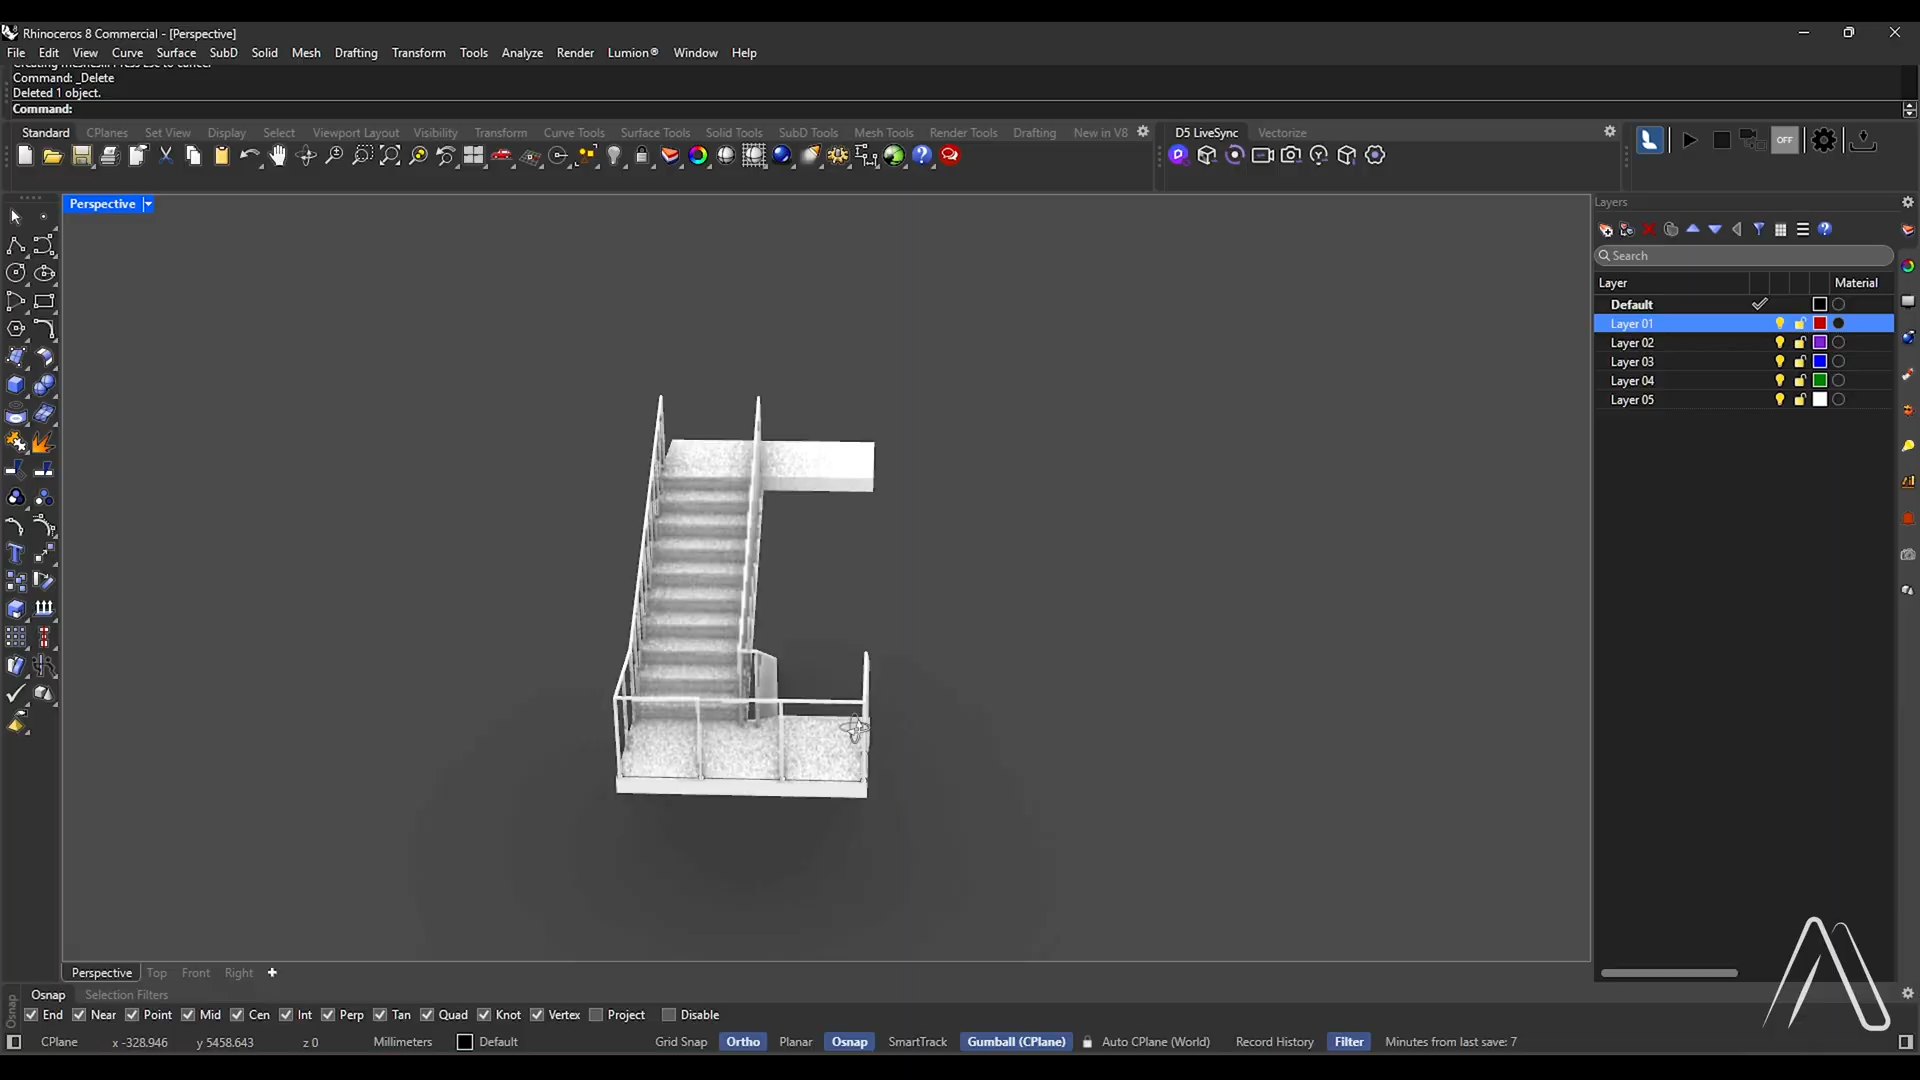 Rhinoceros 8 Commercial - [Perspective]
File Edit View Curve Surface SubD Solid Mesh Drafting Transform Tools Analyze Render Lumion® Window Help
Command: _Delete
Deleted 1 object.
Command:
Standard CPlanes Set View Display Select Viewport Layout Visibility Transform Curve Tools Surface Tools Solid Tools SubD Tools Mesh Tools Render Tools Drafting New in V8 D5 LiveSync Vectorize
OFF
Perspective
Layers
Search
Layer Material
Default
Layer 01
Layer 02
Layer 03
Layer 04
Layer 05
Perspective Top Front Right
Osnap Selection Filters
Osnap
End Near Point Mid Cen Int Perp Tan Quad Knot Vertex Project Disable
CPlane x -328.946 y 5458.643 z 0 Millimeters Default Grid Snap Ortho Planar Osnap SmartTrack Gumball (CPlane) Auto CPlane (World) Record History Filter Minutes from last save: 7